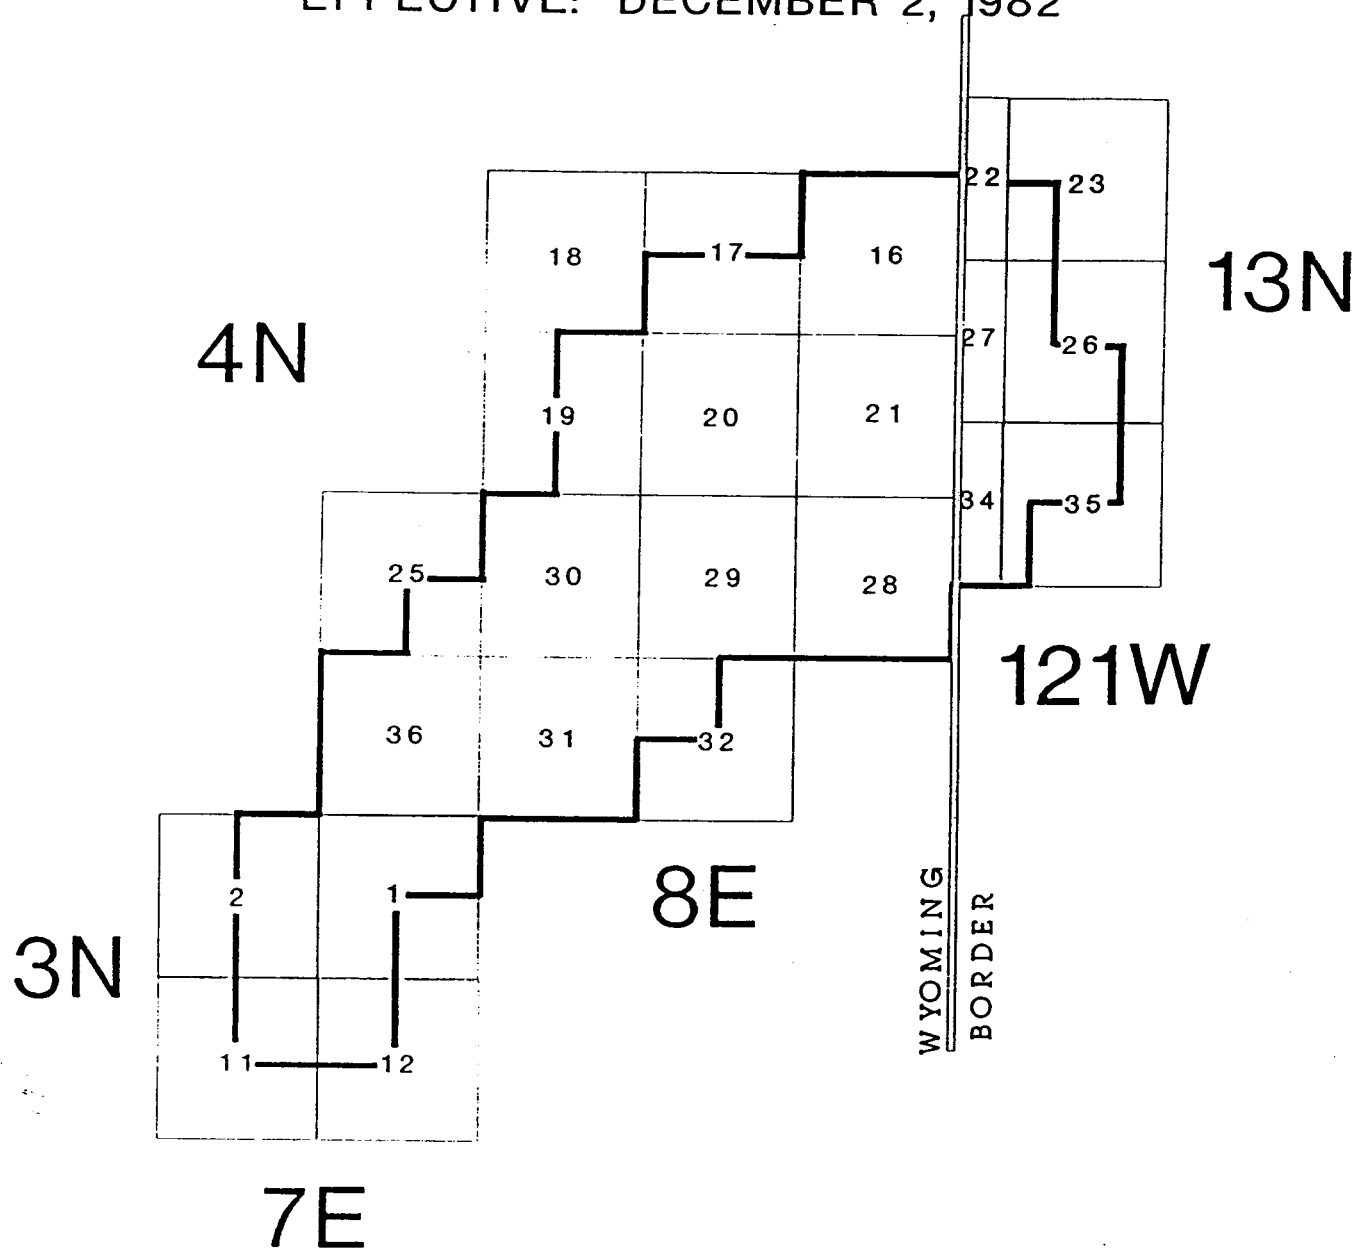 EFFECTIVE: DECEMBER 2, 1982
22 23
18 17 16
13N
4N
27 26
19 20 21
34 35
25 30 29 28
121W
36 31 32
8E
2 1
WYOMING
BORDER
3N
11 12
7E